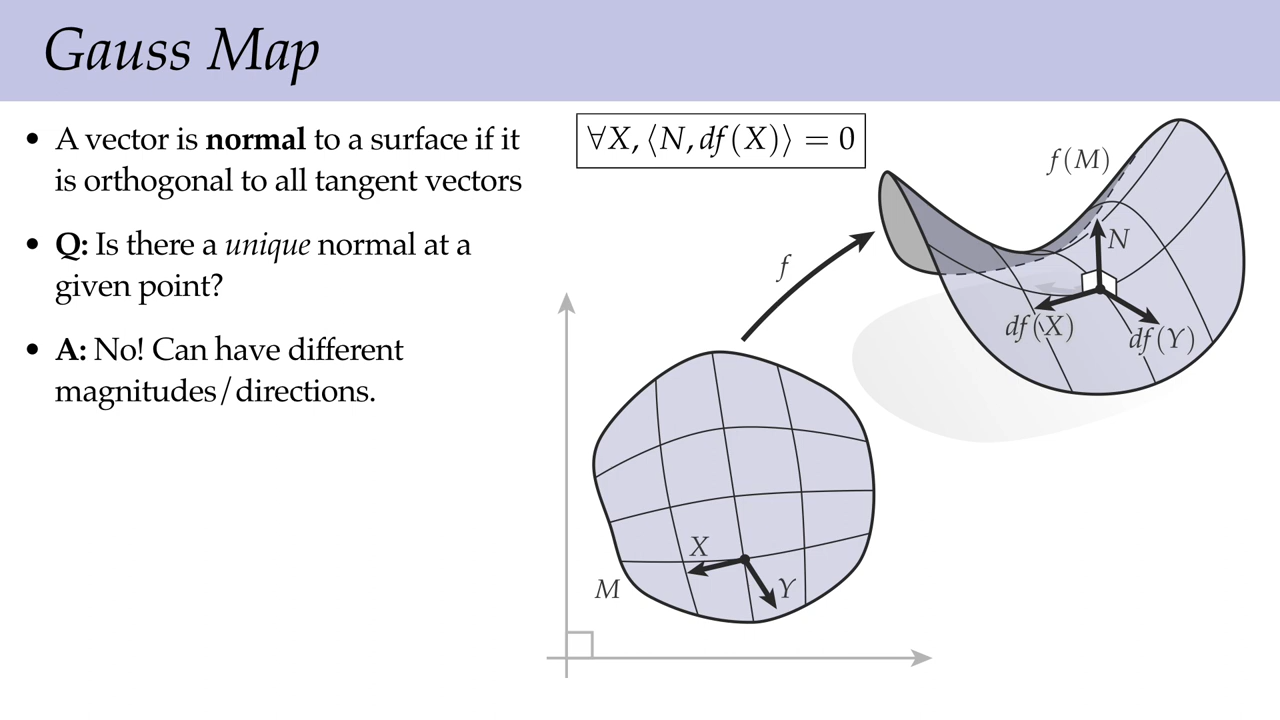 Gauss Map
• A vector is normal to a surface if it
is orthogonal to all tangent vectors
• Q: Is there a unique normal at a
given point?
• A: No! Can have different
magnitudes/directions.
∀X, ⟨N, df(X)⟩ = 0
f(M)
N
df(X)
df(Y)
f
X
Y
M